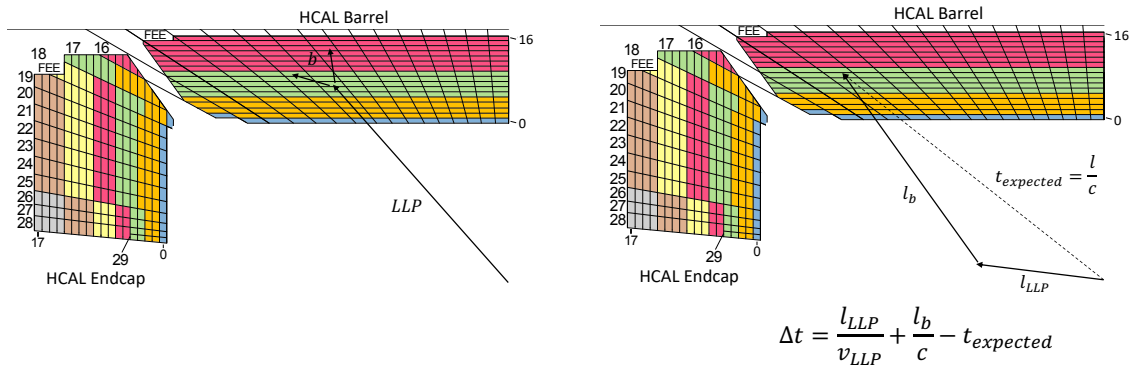 HCAL Barrel
FEE
17 16
18
FEE
19
20
21
22
23
24
25
26
27
28
17
29
0
HCAL Endcap
16
0
b
LLP
HCAL Barrel
FEE
17 16
18
FEE
19
20
21
22
23
24
25
26
27
28
17
29
0
HCAL Endcap
16
0
t_expected = l/c
l_b
l_LLP
Δt = l_LLP/v_LLP + l_b/c − t_expected